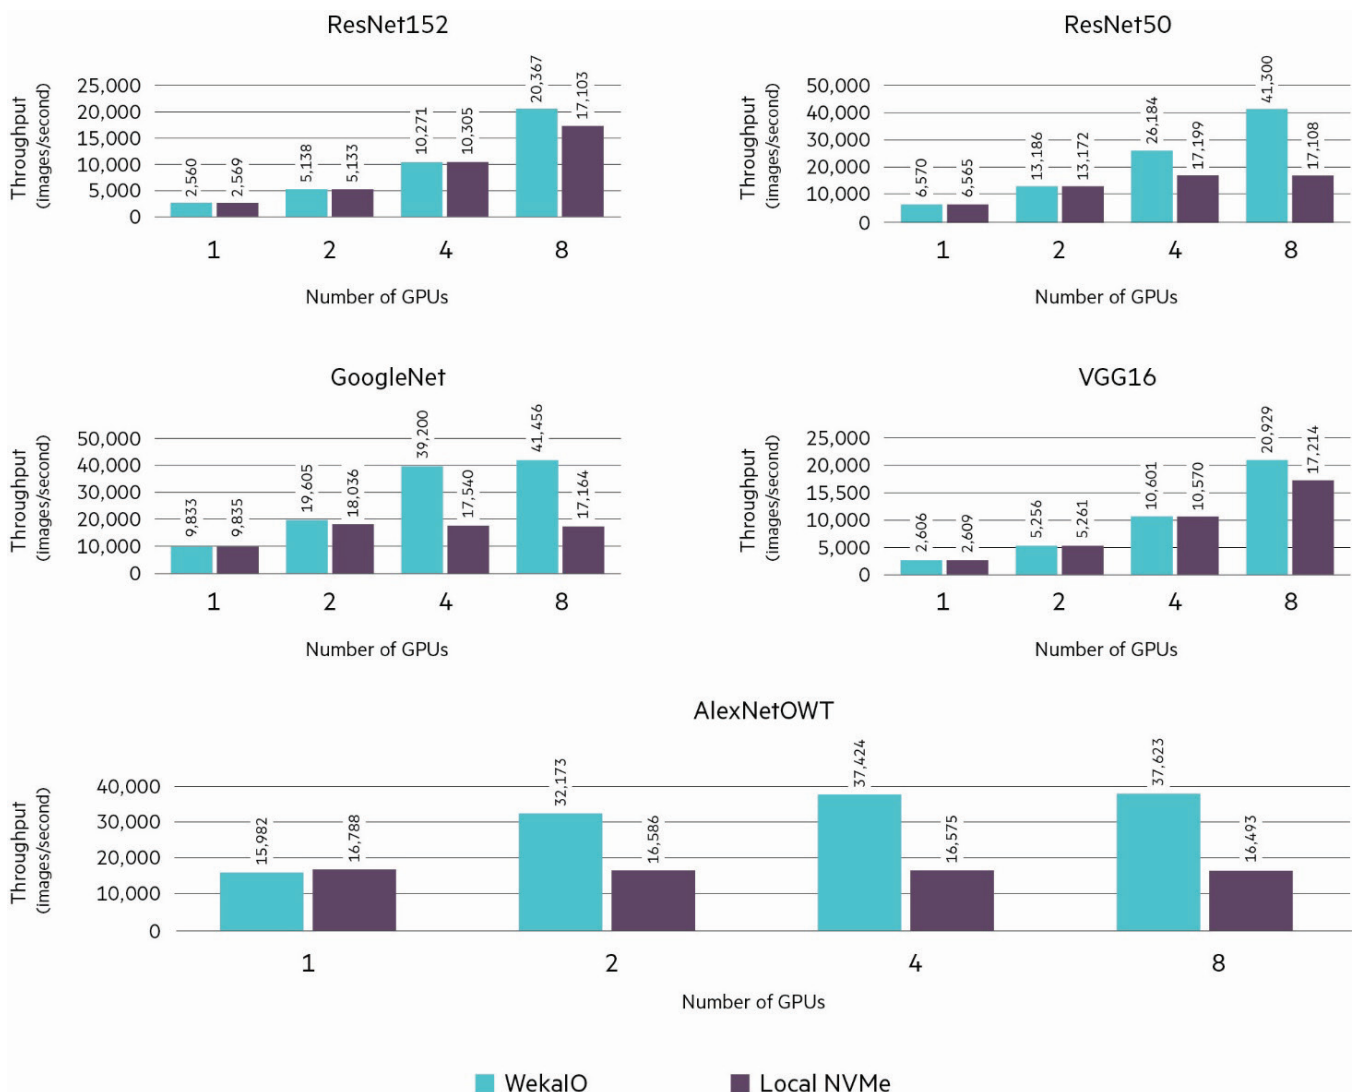 ResNet152
Throughput
(images/second)
25,000
20,000
15,000
10,000
5,000
0
2,560
2,569
5,138
5,133
10,271
10,305
20,367
17,103
1 2 4 8
Number of GPUs
ResNet50
Throughput
(images/second)
50,000
40,000
30,000
20,000
10,000
0
6,570
6,565
13,186
13,172
26,184
17,199
41,300
17,108
1 2 4 8
Number of GPUs
GoogleNet
Throughput
(images/second)
50,000
40,000
30,000
20,000
10,000
0
9,833
9,835
19,605
18,036
39,200
17,540
41,456
17,164
1 2 4 8
Number of GPUs
VGG16
Throughput
(images/second)
25,000
20,000
15,500
10,000
5,000
0
2,606
2,609
5,256
5,261
10,601
10,570
20,929
17,214
1 2 4 8
Number of GPUs
AlexNetOWT
Throughput
(images/second)
40,000
30,000
20,000
10,000
0
15,982
16,788
32,173
16,586
37,424
16,575
37,623
16,493
1 2 4 8
Number of GPUs
WekaIO Local NVMe